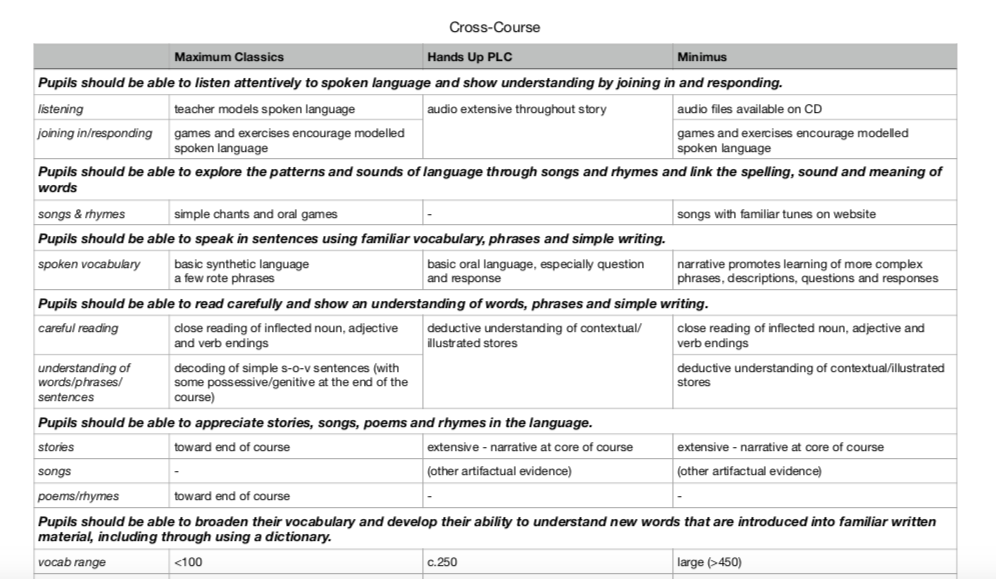 Cross-Course
Maximum Classics Hands Up PLC Minimus
Pupils should be able to listen attentively to spoken language and show understanding by joining in and responding.
listening teacher models spoken language audio extensive throughout story audio files available on CD
joining in/responding games and exercises encourage modelled games and exercises encourage modelled
spoken language spoken language
Pupils should be able to explore the patterns and sounds of language through songs and rhymes and link the spelling, sound and meaning of
words
songs & rhymes simple chants and oral games - songs with familiar tunes on website
Pupils should be able to speak in sentences using familiar vocabulary, phrases and simple writing.
spoken vocabulary basic synthetic language basic oral language, especially question narrative promotes learning of more complex
a few rote phrases and response phrases, descriptions, questions and responses
Pupils should be able to read carefully and show an understanding of words, phrases and simple writing.
careful reading close reading of inflected noun, adjective deductive understanding of contextual/ close reading of inflected noun, adjective and
and verb endings illustrated stores verb endings
understanding of decoding of simple s-o-v sentences (with deductive understanding of contextual/illustrated
words/phrases/ some possessive/genitive at the end of the stores
sentences course)
Pupils should be able to appreciate stories, songs, poems and rhymes in the language.
stories toward end of course extensive - narrative at core of course extensive - narrative at core of course
songs - (other artifactual evidence) (other artifactual evidence)
poems/rhymes toward end of course - -
Pupils should be able to broaden their vocabulary and develop their ability to understand new words that are introduced into familiar written
material, including through using a dictionary.
vocab range <100 c.250 large (>450)